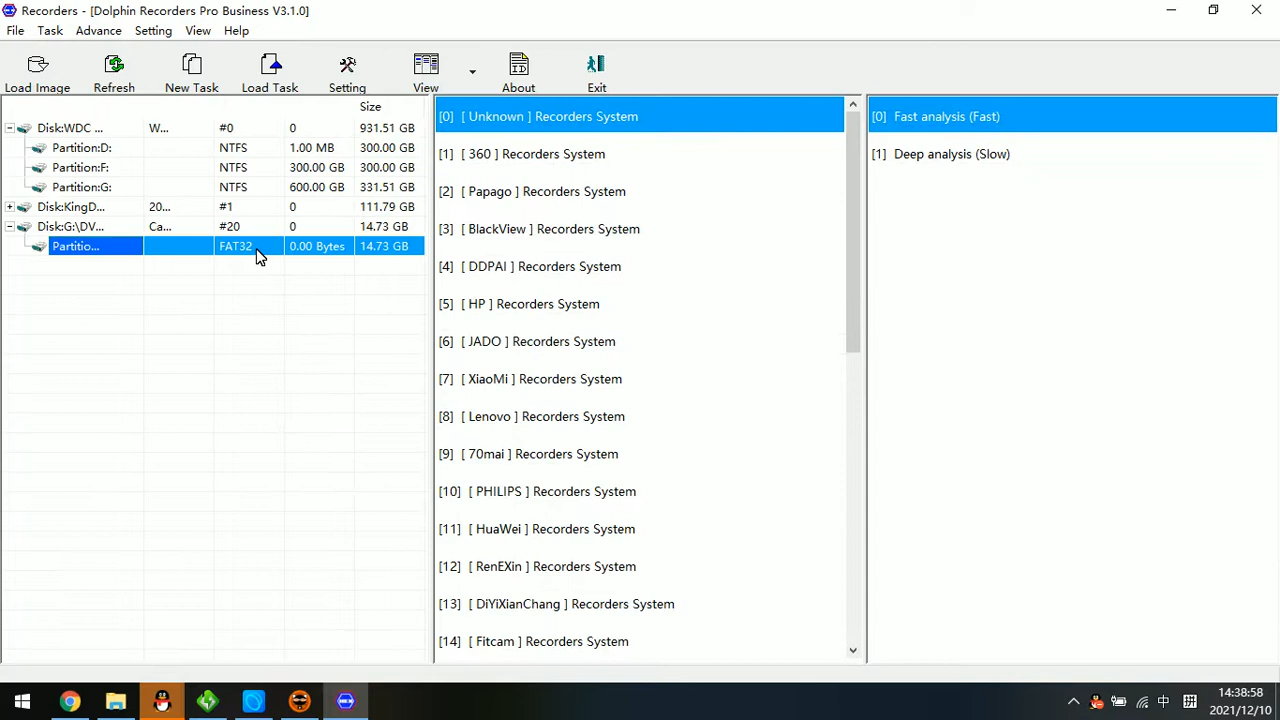 Recorders - [Dolphin Recorders Pro Business V3.1.0]
File Task Advance Setting View Help
Load Image Refresh New Task Load Task Setting View About Exit
Size
Disk:WDC ... W... #0 0 931.51 GB
Partition:D: NTFS 1.00 MB 300.00 GB
Partition:F: NTFS 300.00 GB 300.00 GB
Partition:G: NTFS 600.00 GB 331.51 GB
Disk:KingD... 20... #1 0 111.79 GB
Disk:G:\DV... Ca... #20 0 14.73 GB
Partitio... FAT32 0.00 Bytes 14.73 GB
[0] [ Unknown ] Recorders System
[1] [ 360 ] Recorders System
[2] [ Papago ] Recorders System
[3] [ BlackView ] Recorders System
[4] [ DDPAI ] Recorders System
[5] [ HP ] Recorders System
[6] [ JADO ] Recorders System
[7] [ XiaoMi ] Recorders System
[8] [ Lenovo ] Recorders System
[9] [ 70mai ] Recorders System
[10] [ PHILIPS ] Recorders System
[11] [ HuaWei ] Recorders System
[12] [ RenEXin ] Recorders System
[13] [ DiYiXianChang ] Recorders System
[14] [ Fitcam ] Recorders System
[0] Fast analysis (Fast)
[1] Deep analysis (Slow)
中 拼
14:38:58
2021/12/10